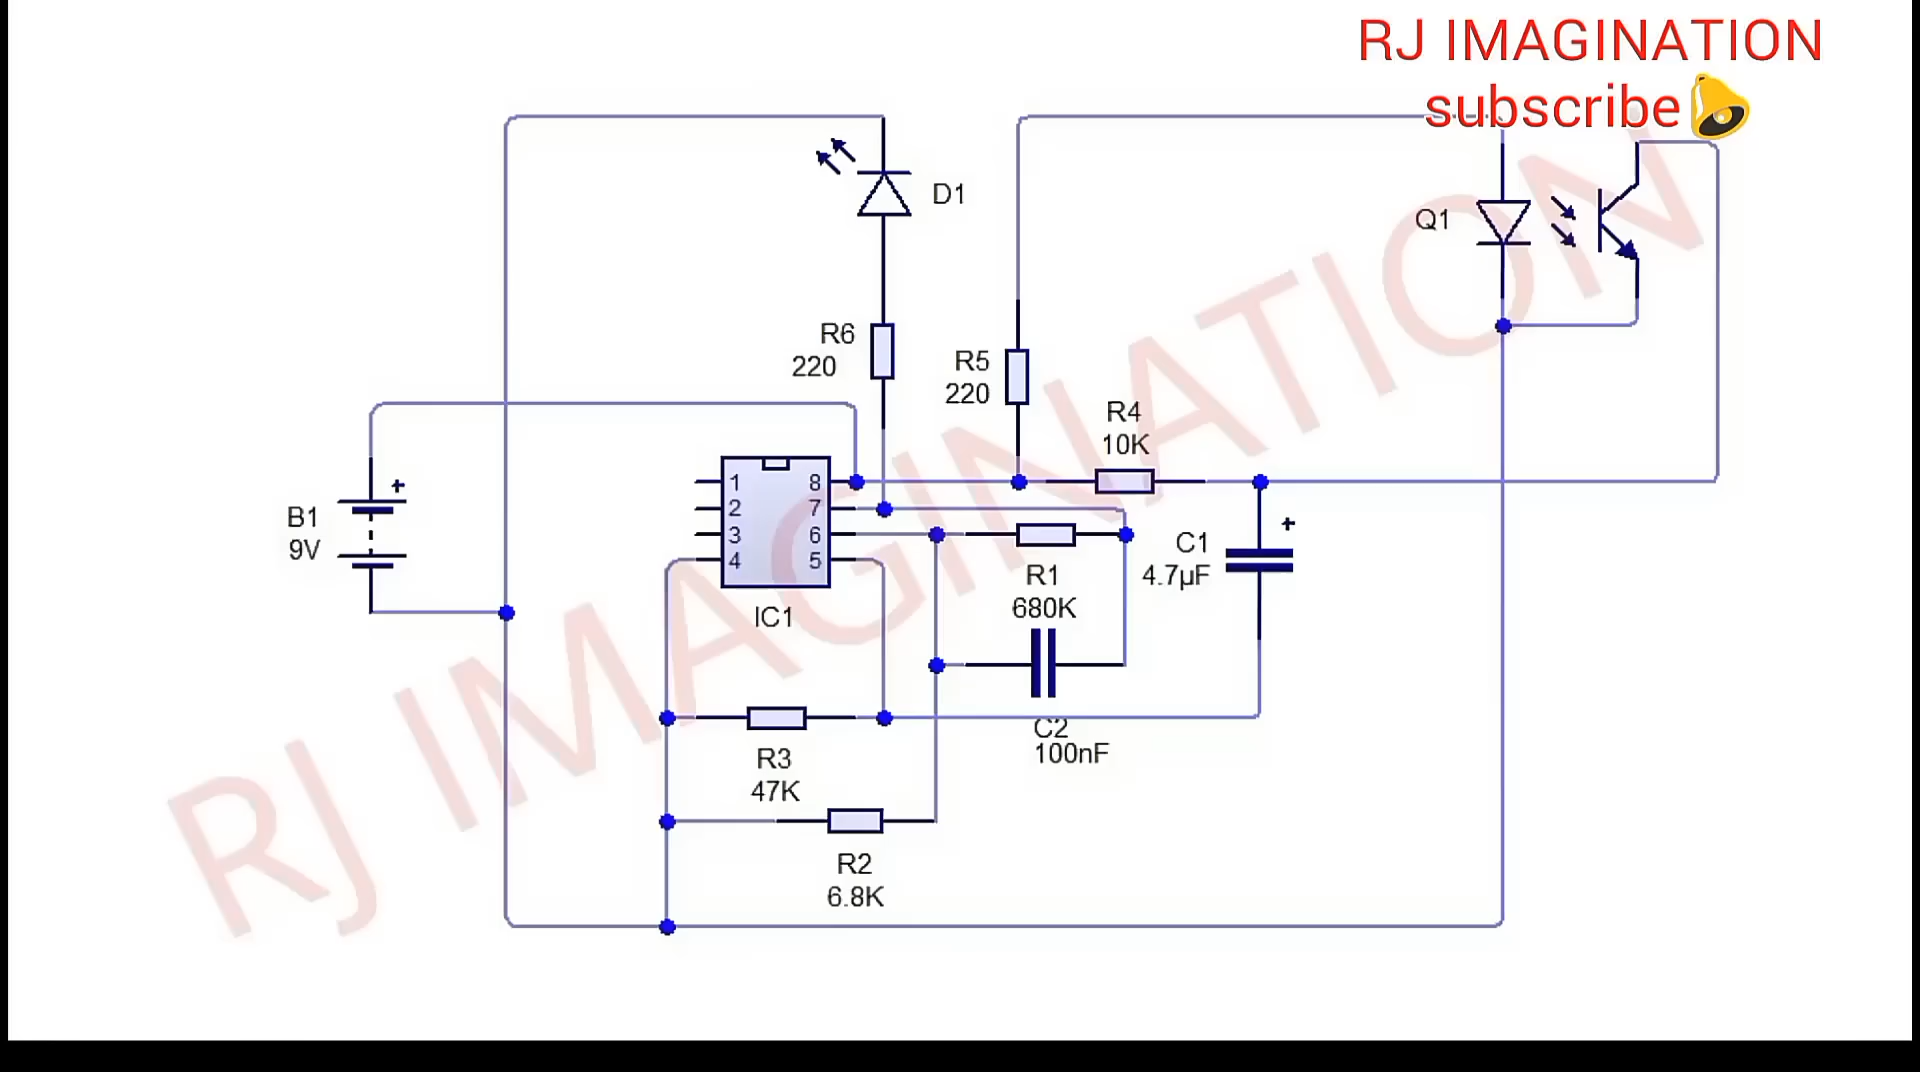 RJ IMAGINATION
subscribe
D1
Q1
R6
220
R5
220
R4
10K
B1
9V
+
1
2
3
4
8
7
6
5
IC1
R1
680K
C1
4.7µF
+
C2
100nF
R3
47K
R2
6.8K
RJ IMAGINATION